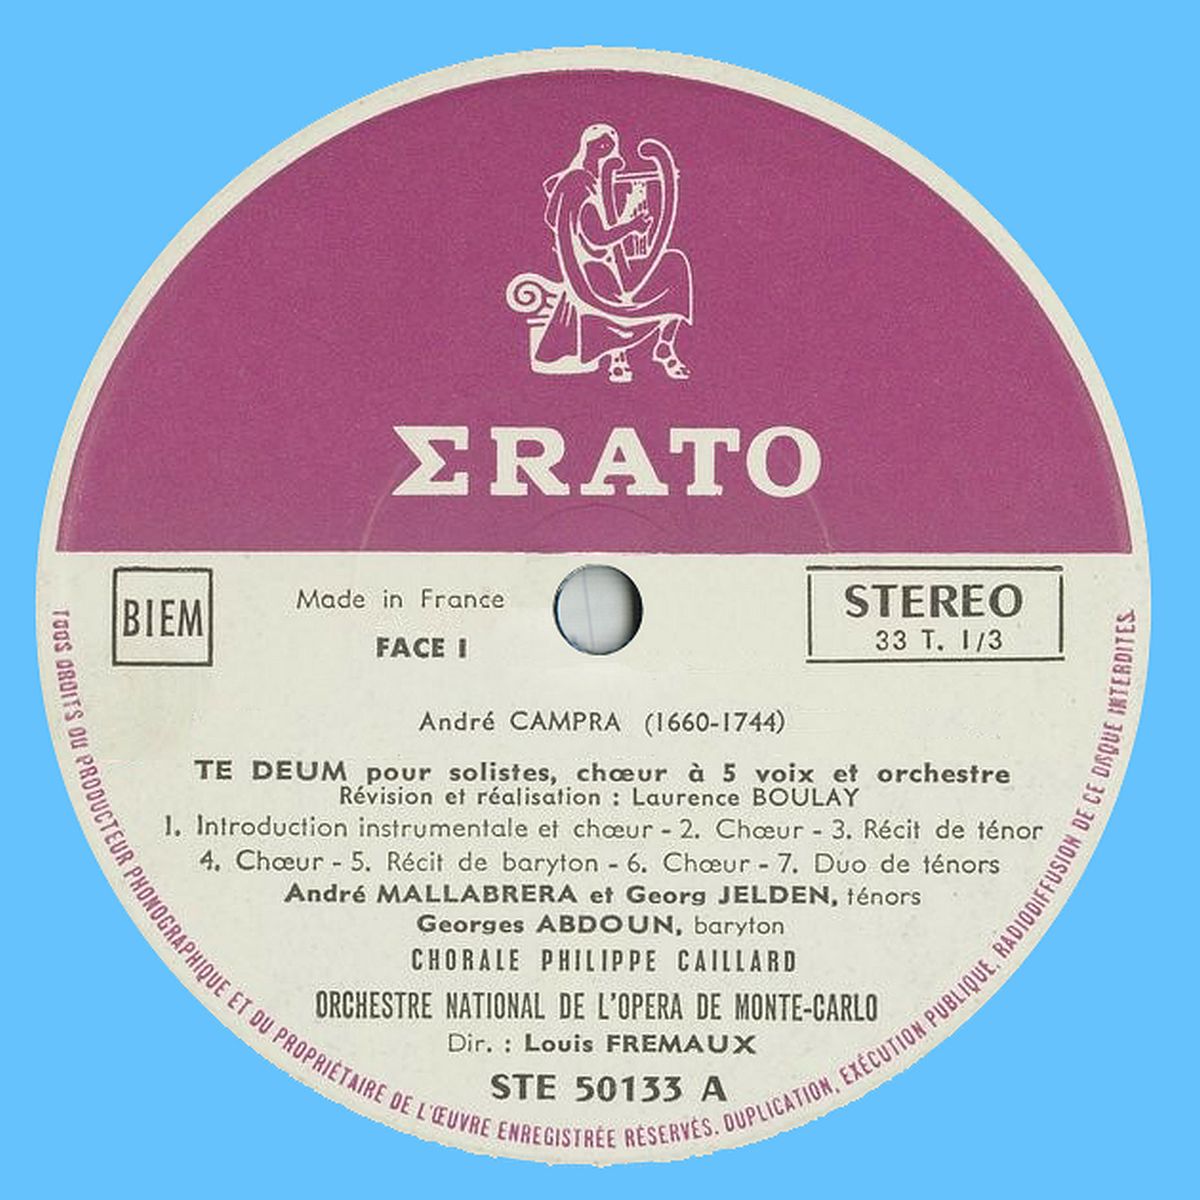 ΣRATO
BIEM
Made in France
FACE 1
STEREO
33 T. 1/3
André CAMPRA (1660-1744)
TE DEUM pour solistes, chœur à 5 voix et orchestre
Révision et réalisation : Laurence BOULAY
1. Introduction instrumentale et chœur - 2. Chœur - 3. Récit de ténor
4. Chœur - 5. Récit de baryton - 6. Chœur - 7. Duo de ténors
André MALLABRERA et Georg JELDEN, ténors
Georges ABDOUN, baryton
CHORALE PHILIPPE CAILLARD
ORCHESTRE NATIONAL DE L'OPERA DE MONTE-CARLO
Dir. : Louis FREMAUX
STE 50133 A
TOUS DROITS DU PRODUCTEUR PHONOGRAPHIQUE ET DU PROPRIÉTAIRE DE L'ŒUVRE ENREGISTRÉE RÉSERVÉS. DUPLICATION, EXÉCUTION PUBLIQUE, RADIODIFFUSION DE CE DISQUE INTERDITES.